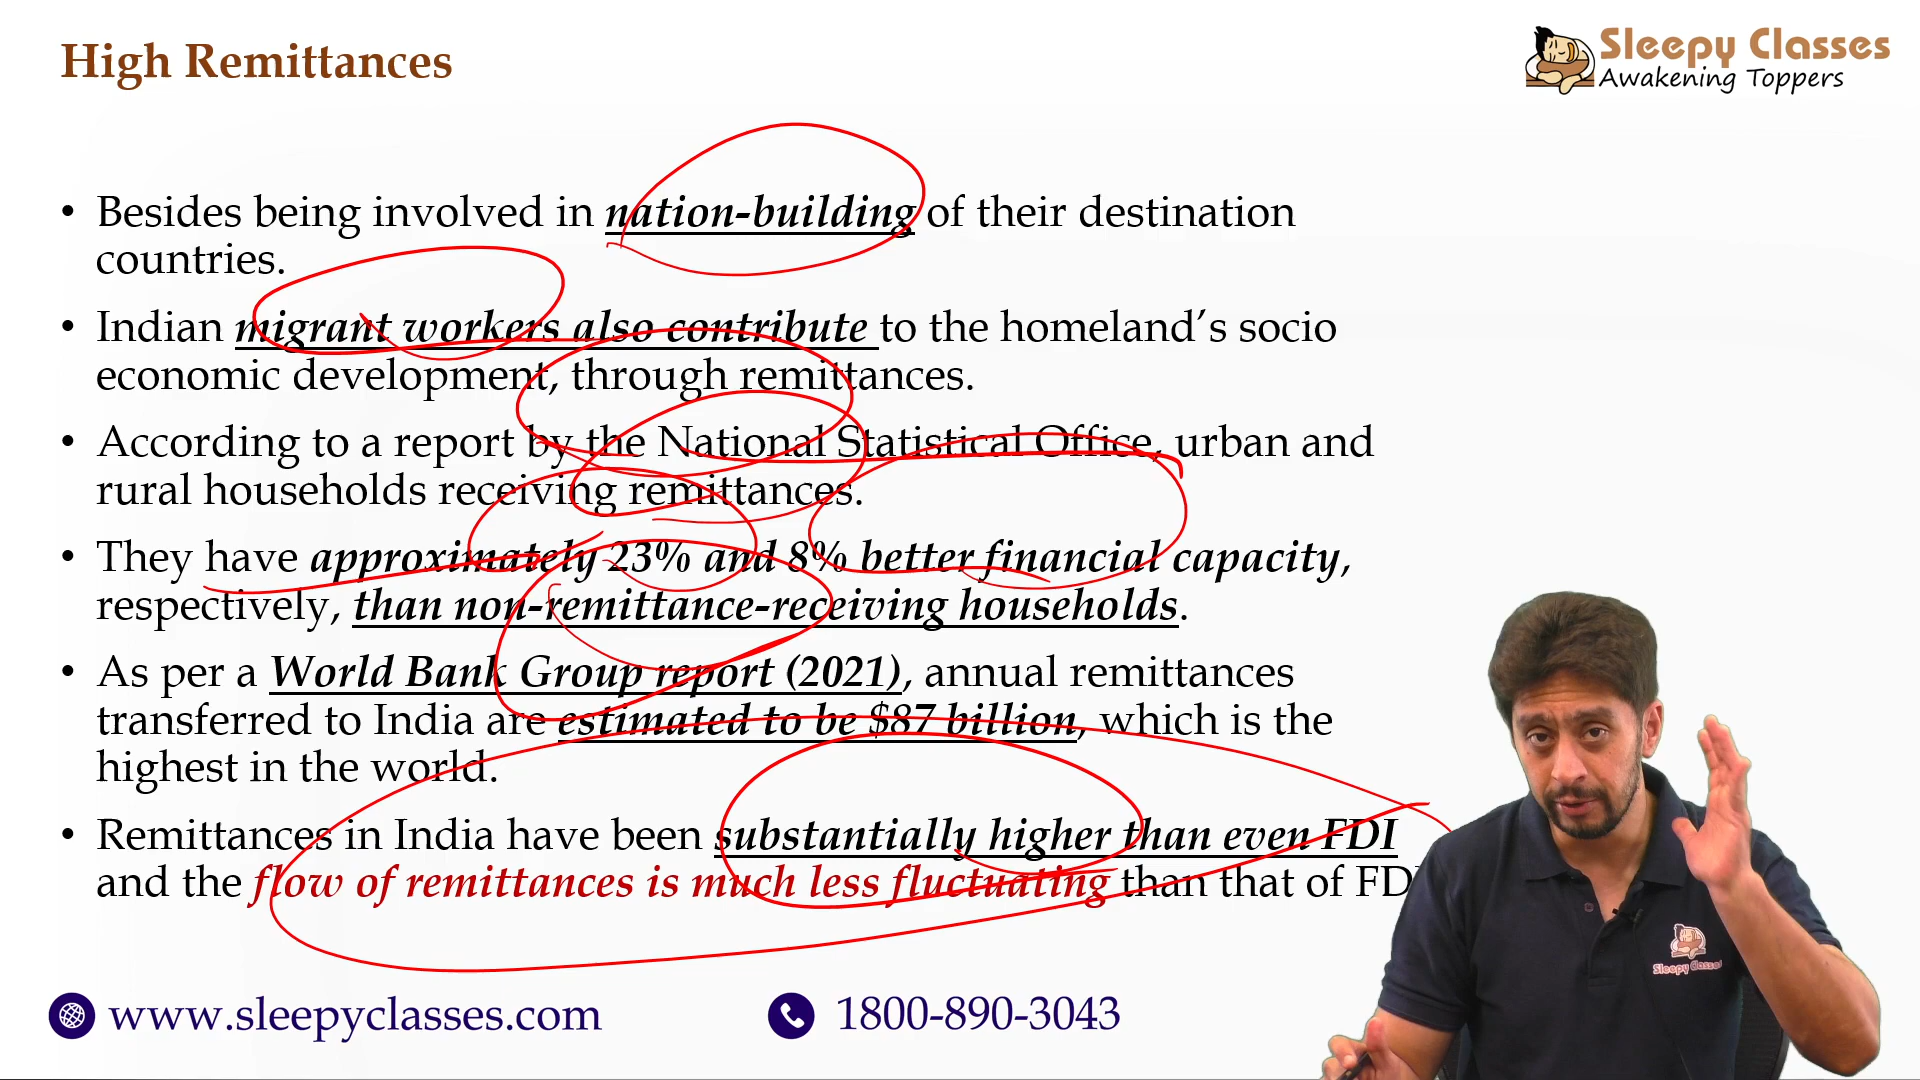 High Remittances
Sleepy Classes
Awakening Toppers
• Besides being involved in nation-building of their destination
countries.
• Indian migrant workers also contribute to the homeland’s socio
economic development, through remittances.
• According to a report by the National Statistical Office, urban and
rural households receiving remittances.
• They have approximately 23% and 8% better financial capacity,
respectively, than non-remittance-receiving households.
• As per a World Bank Group report (2021), annual remittances
transferred to India are estimated to be $87 billion, which is the
highest in the world.
• Remittances in India have been substantially higher than even FDI
and the flow of remittances is much less fluctuating than that of
Sleepy Classes
www.sleepyclasses.com
1800-890-3043